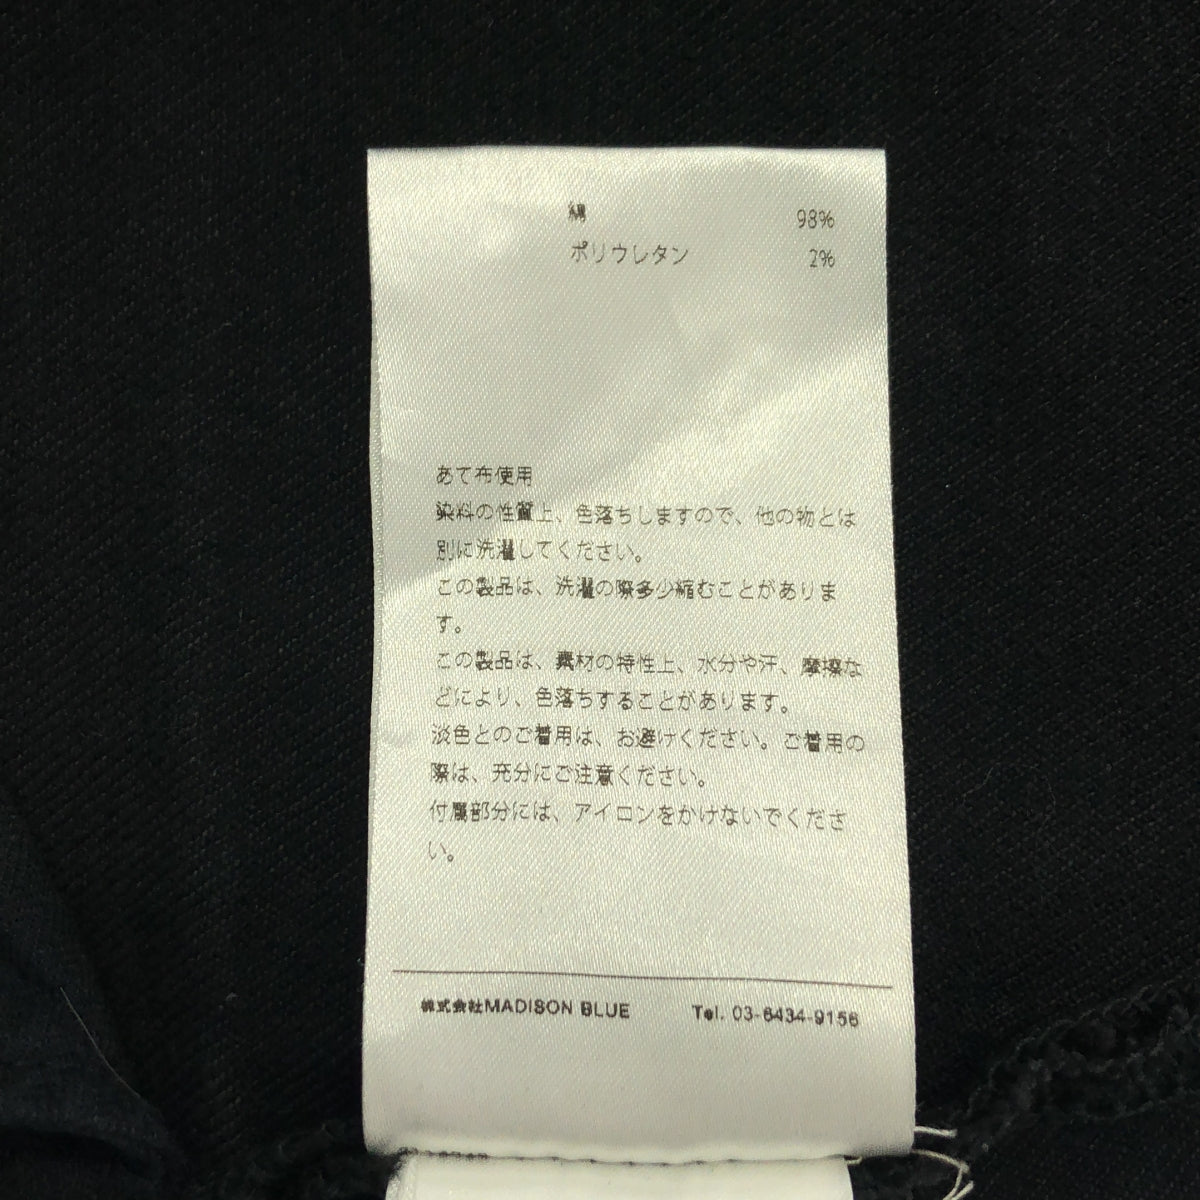 綿 98%
ポリウレタン 2%
あて布使用
染料の性質上、色落ちしますので、他の物とは
別に洗濯してください。
この製品は、洗濯の際多少縮むことがありま
す。
この製品は、素材の特性上、水分や汗、摩擦な
どにより、色落ちすることがあります。
淡色とのご着用は、お避けください。ご着用の
際は、充分にご注意ください。
付属部分には、アイロンをかけないでくださ
い。
株式会社MADISON BLUE Tel. 03-6434-9156